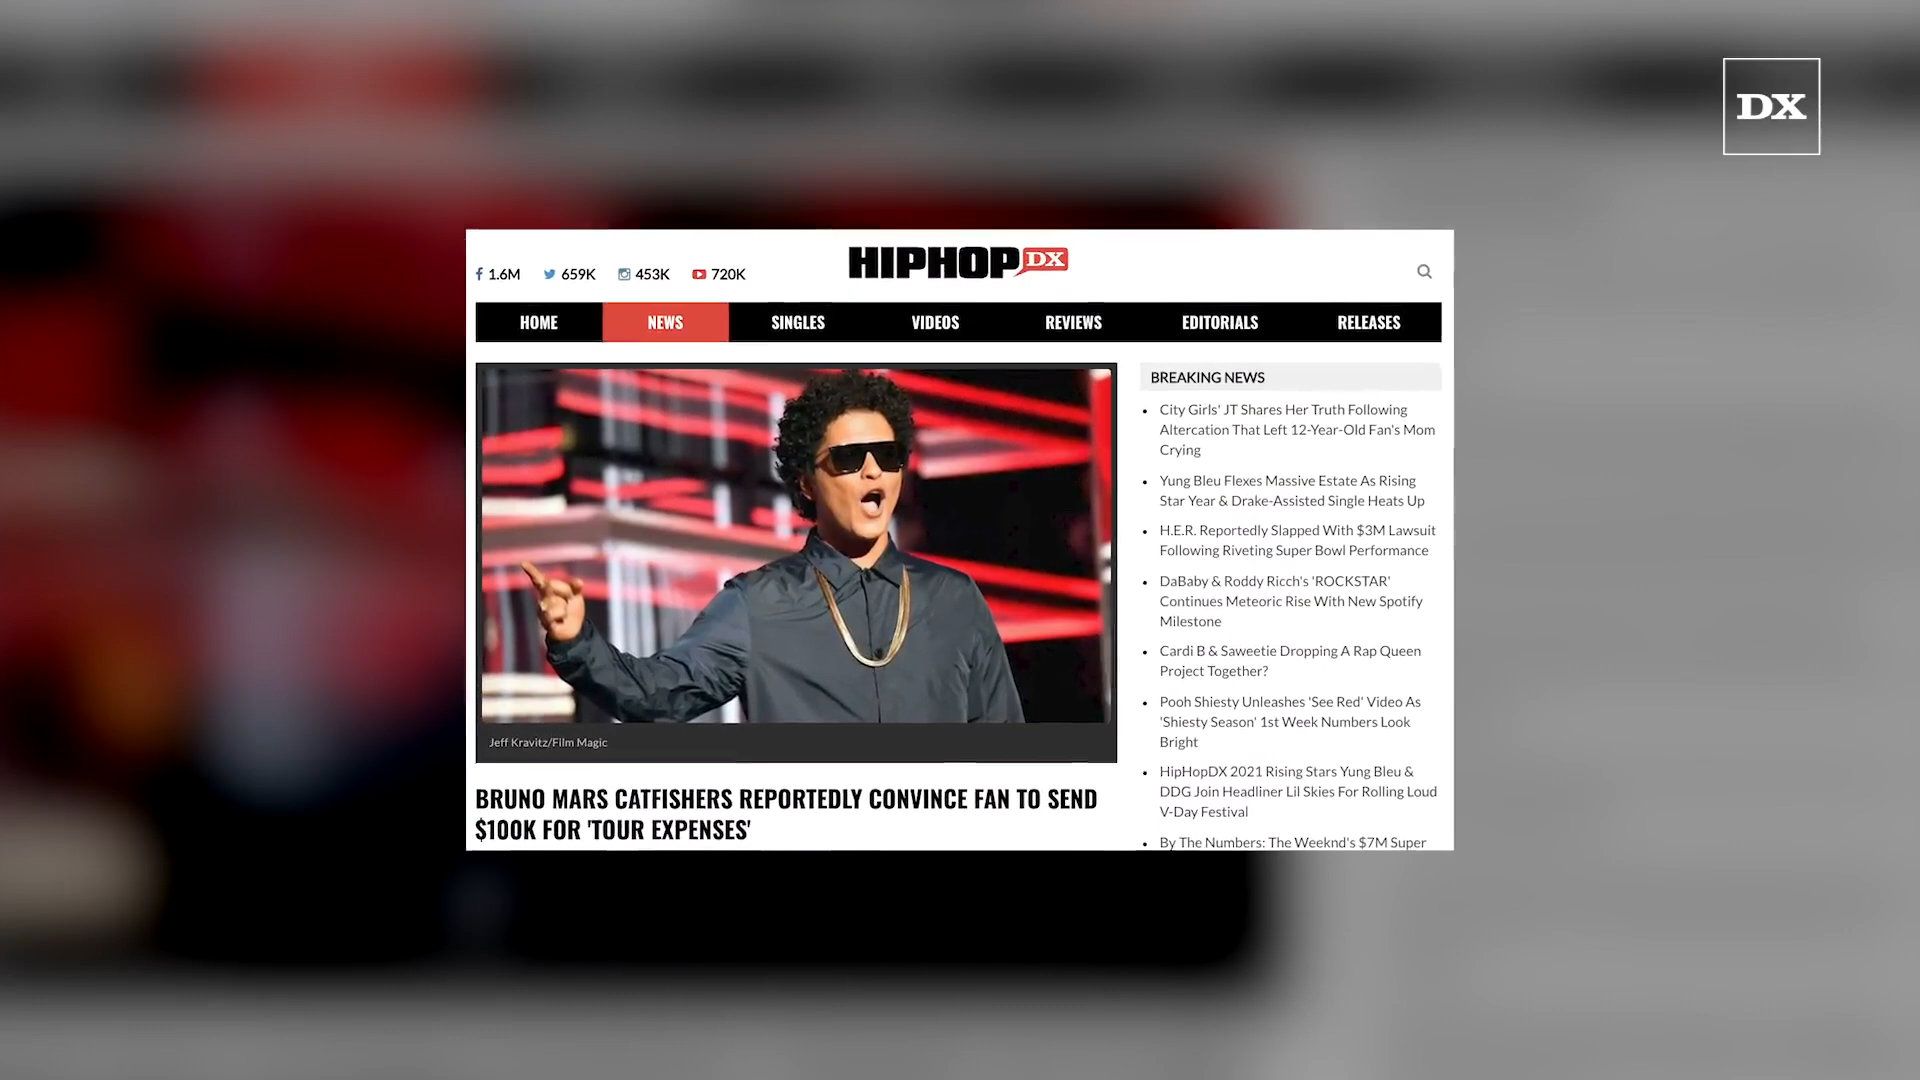 DX
1.6M 659K 453K 720K
HIPHOP DX
HOME NEWS SINGLES VIDEOS REVIEWS EDITORIALS RELEASES
Jeff Kravitz/Film Magic
BRUNO MARS CATFISHERS REPORTEDLY CONVINCE FAN TO SEND
$100K FOR 'TOUR EXPENSES'
BREAKING NEWS
City Girls' JT Shares Her Truth Following
Altercation That Left 12-Year-Old Fan's Mom
Crying
Yung Bleu Flexes Massive Estate As Rising
Star Year & Drake-Assisted Single Heats Up
H.E.R. Reportedly Slapped With $3M Lawsuit
Following Riveting Super Bowl Performance
DaBaby & Roddy Ricch's 'ROCKSTAR'
Continues Meteoric Rise With New Spotify
Milestone
Cardi B & Saweetie Dropping A Rap Queen
Project Together?
Pooh Shiesty Unleashes 'See Red' Video As
'Shiesty Season' 1st Week Numbers Look
Bright
HipHopDX 2021 Rising Stars Yung Bleu &
DDG Join Headliner Lil Skies For Rolling Loud
V-Day Festival
By The Numbers: The Weeknd's $7M Super